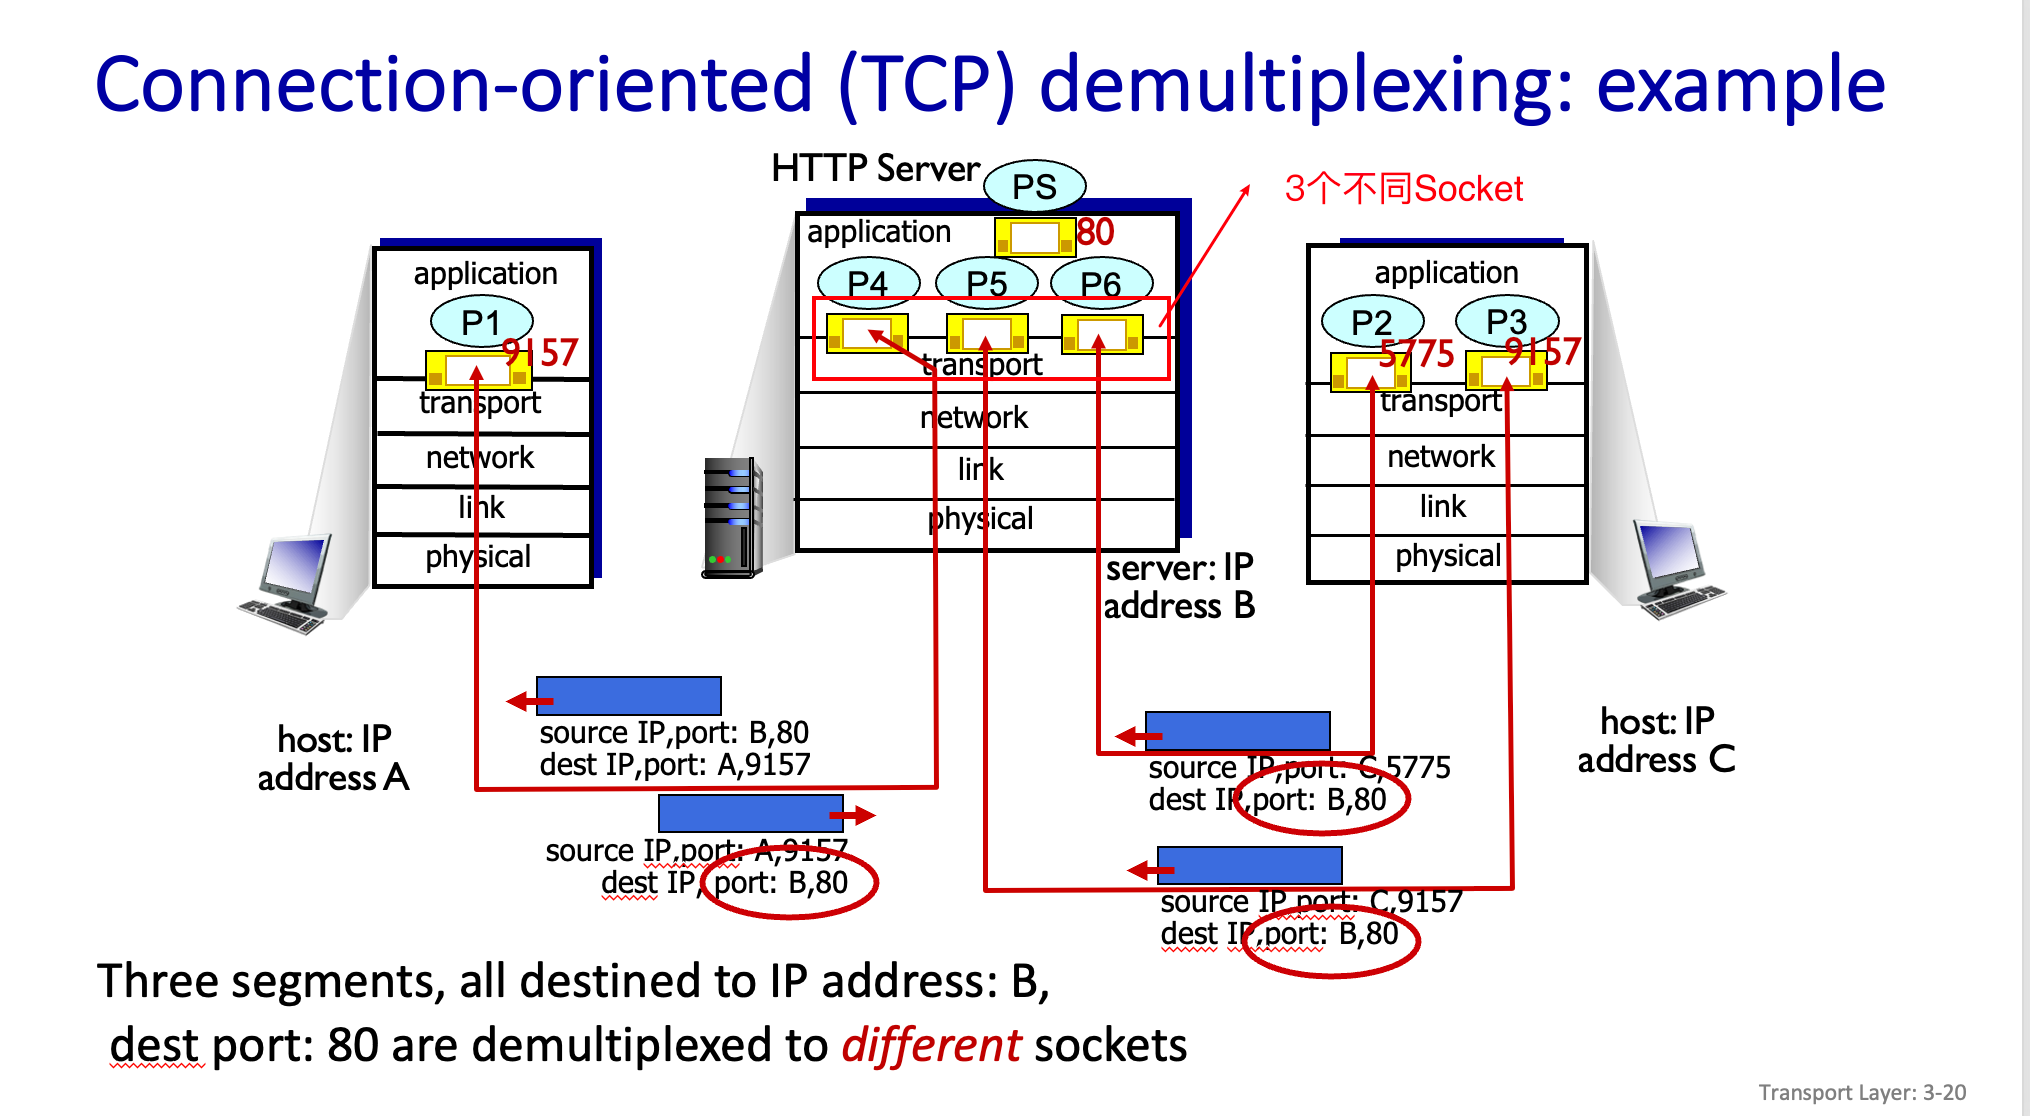 Connection-oriented (TCP) demultiplexing: example
HTTP Server
PS
3个不同Socket
application
80
P4
P5
P6
transport
network
link
physical
application
P1
9157
transport
network
link
physical
application
P2
P3
5775
9157
transport
network
link
physical
server: IP
address B
host: IP
address A
host: IP
address C
source IP,port: B,80
dest IP,port: A,9157
source IP,port: A,9157
dest IP, port: B,80
source IP,port: C,5775
dest IP,port: B,80
source IP,port: C,9157
dest IP,port: B,80
Three segments, all destined to IP address: B,
dest port: 80 are demultiplexed to different sockets
Transport Layer: 3-20